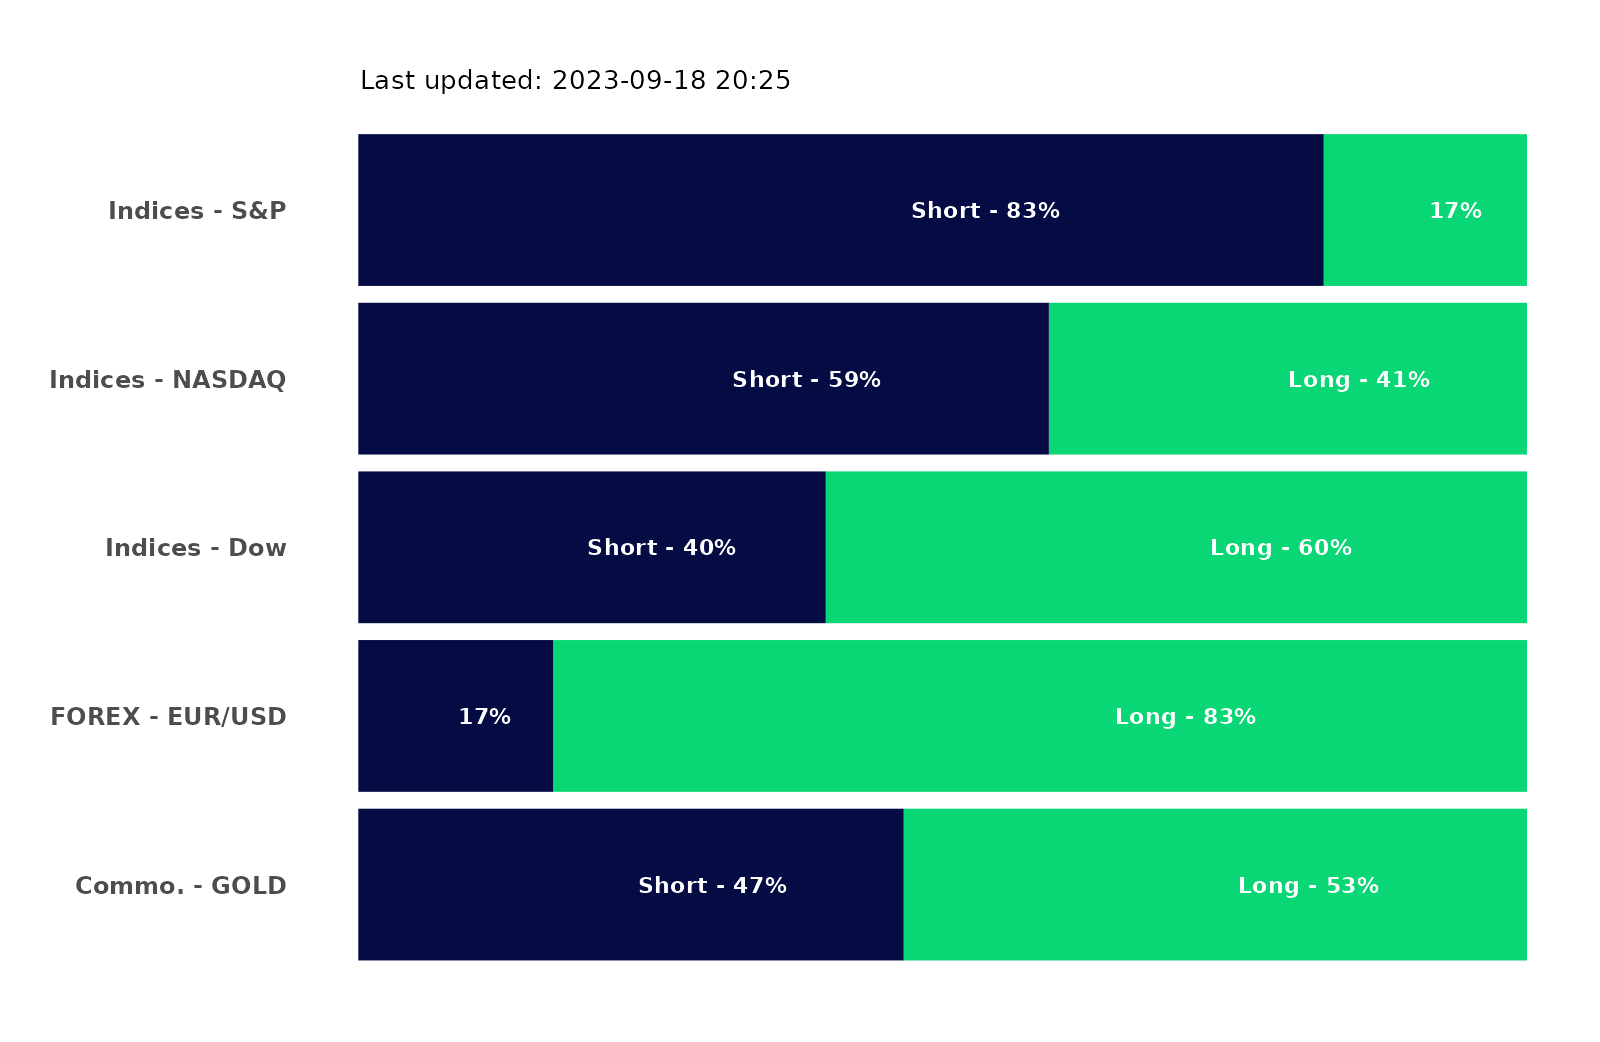 Last updated: 2023-09-18 20:25
Indices - S&P Short - 83% 17%
Indices - NASDAQ Short - 59% Long - 41%
Indices - Dow Short - 40% Long - 60%
FOREX - EUR/USD 17% Long - 83%
Commo. - GOLD Short - 47% Long - 53%